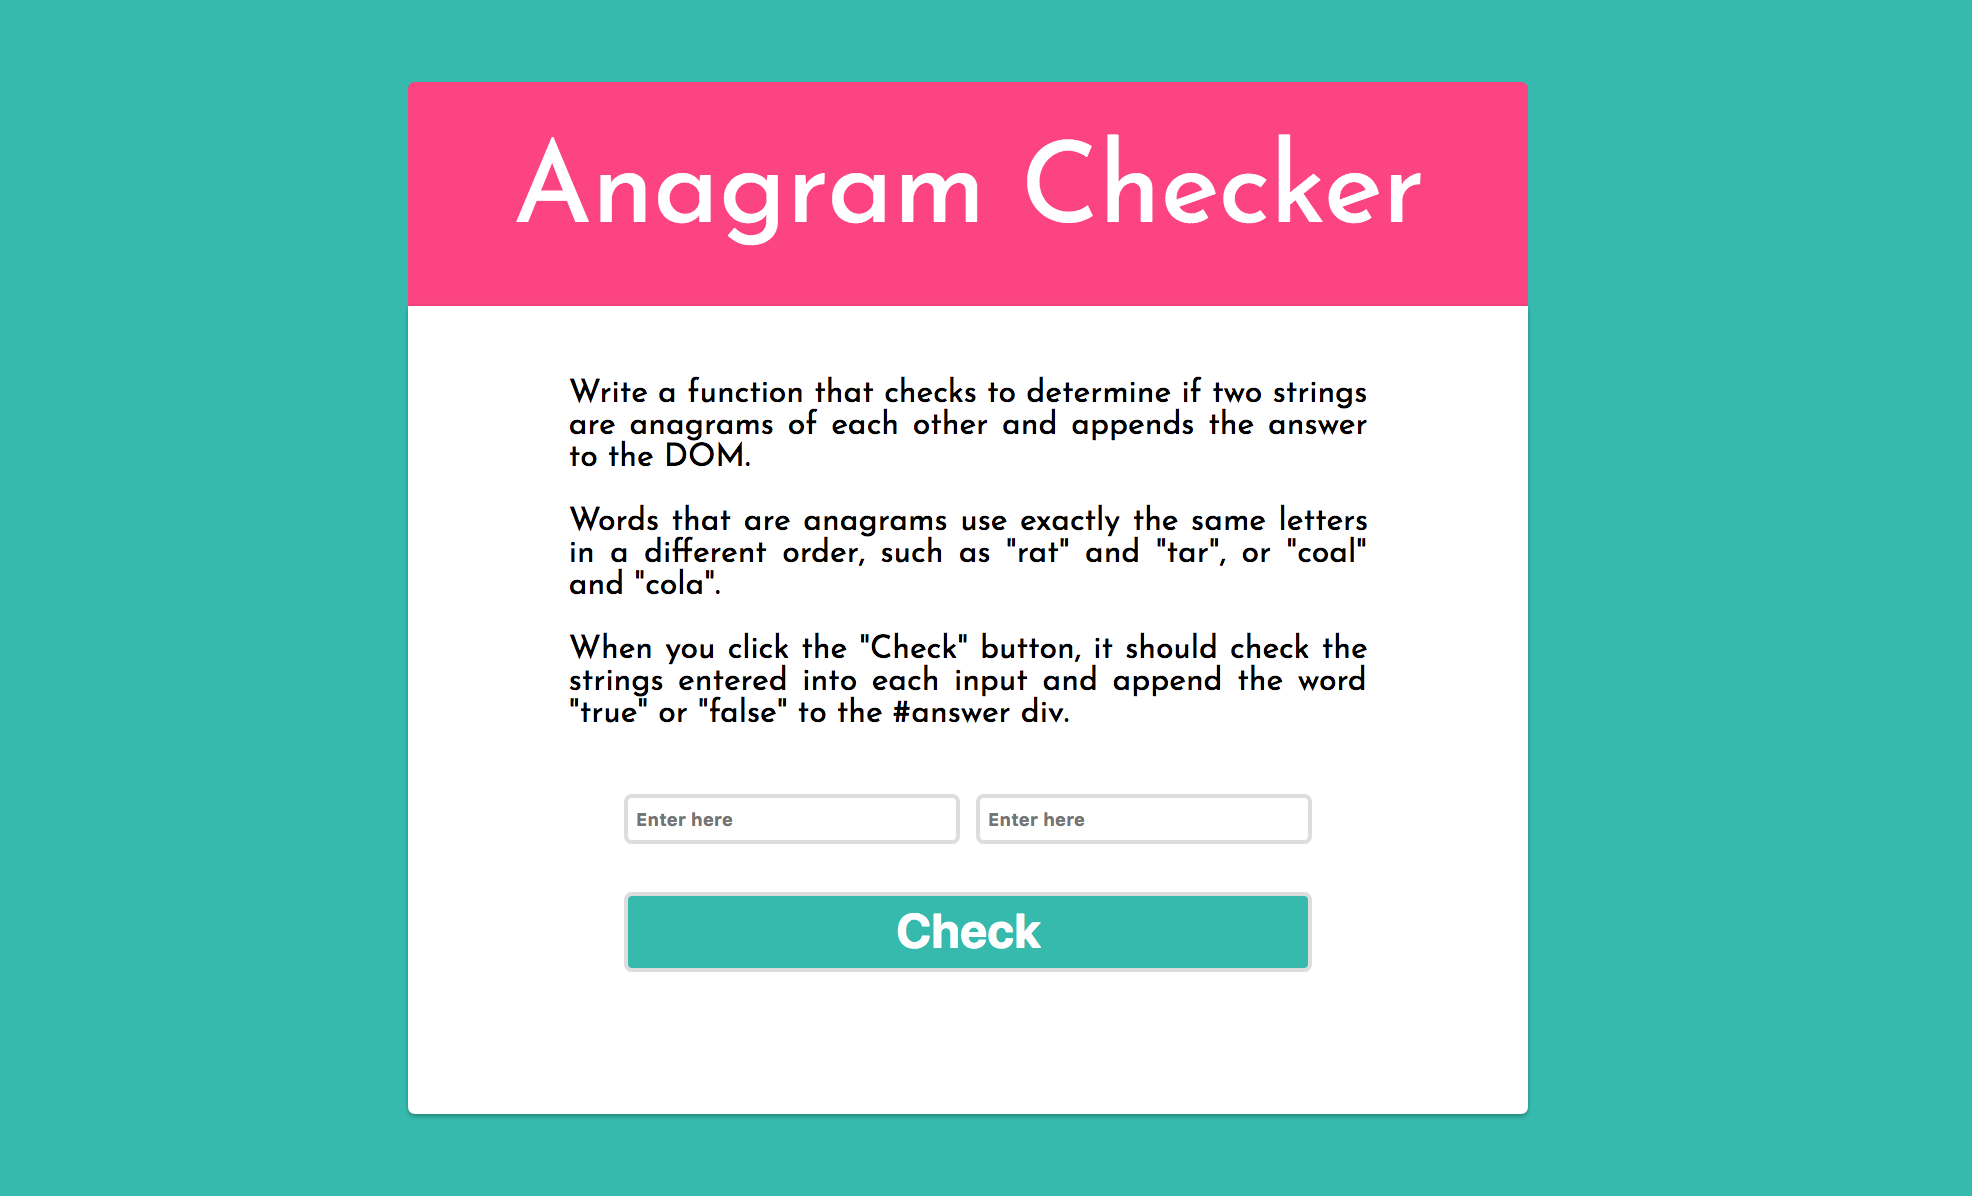 Anagram Checker
Write a function that checks to determine if two strings
are anagrams of each other and appends the answer
to the DOM.
Words that are anagrams use exactly the same letters
in a different order, such as "rat" and "tar", or "coal"
and "cola".
When you click the "Check" button, it should check the
strings entered into each input and append the word
"true" or "false" to the #answer div.
Enter here
Enter here
Check